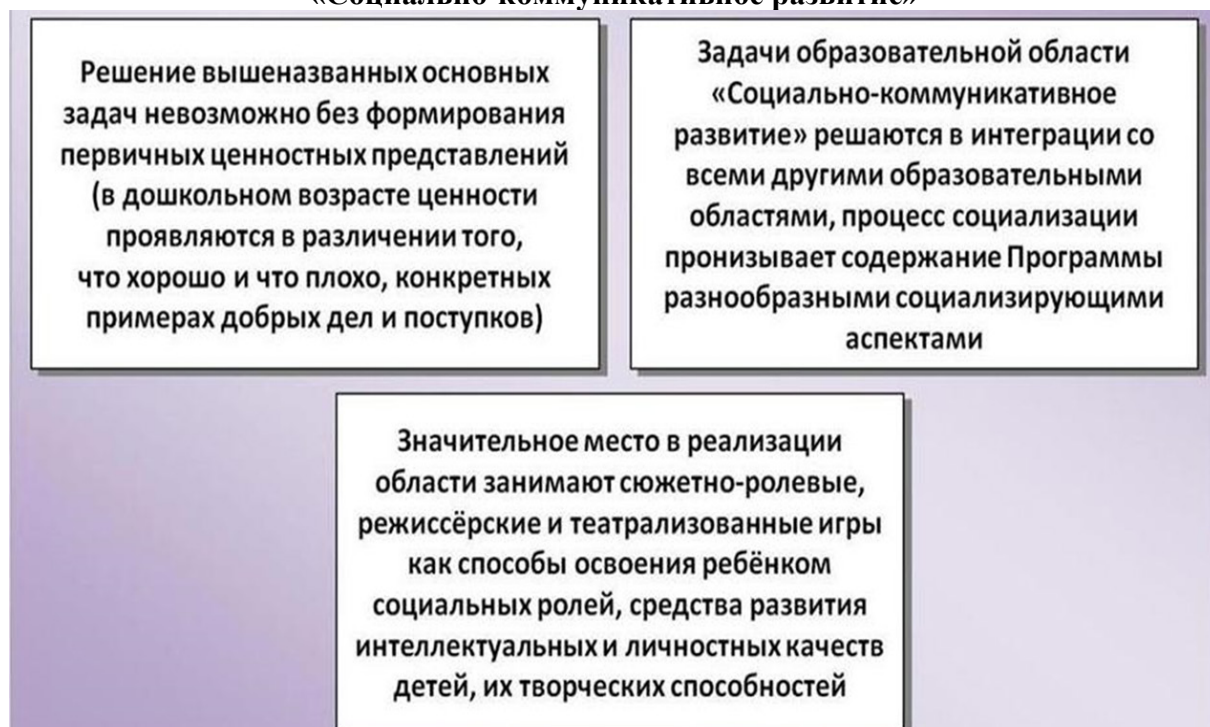 «Социально-коммуникативное развитие»
Решение вышеназванных основных
задач невозможно без формирования
первичных ценностных представлений
(в дошкольном возрасте ценности
проявляются в различении того,
что хорошо и что плохо, конкретных
примерах добрых дел и поступков)
Задачи образовательной области
«Социально-коммуникативное
развитие» решаются в интеграции со
всеми другими образовательными
областями, процесс социализации
пронизывает содержание Программы
разнообразными социализирующими
аспектами
Значительное место в реализации
области занимают сюжетно-ролевые,
режиссёрские и театрализованные игры
как способы освоения ребёнком
социальных ролей, средства развития
интеллектуальных и личностных качеств
детей, их творческих способностей